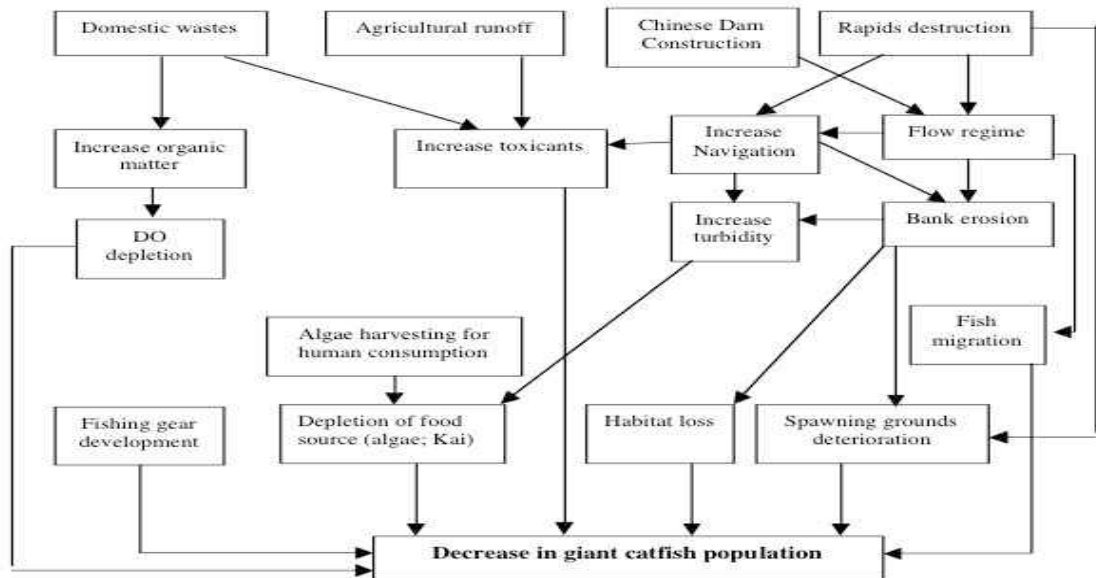 Domestic wastes
Agricultural runoff
Chinese Dam
Construction
Rapids destruction
Increase organic
matter
Increase toxicants
Increase
Navigation
Flow regime
DO
depletion
Increase
turbidity
Bank erosion
Algae harvesting for
human consumption
Fish
migration
Fishing gear
development
Depletion of food
source (algae; Kai)
Habitat loss
Spawning grounds
deterioration
Decrease in giant catfish population